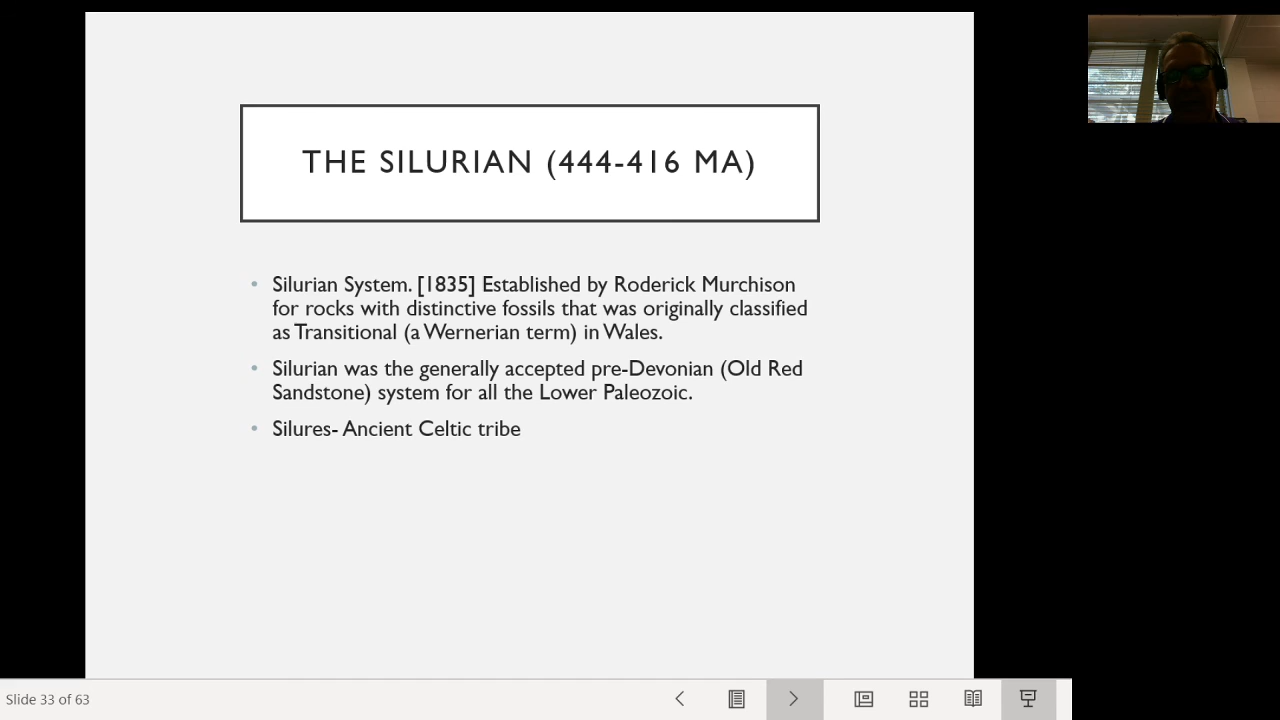 THE SILURIAN (444-416 MA)
• Silurian System. [1835] Established by Roderick Murchison
for rocks with distinctive fossils that was originally classified
as Transitional (a Wernerian term) in Wales.
• Silurian was the generally accepted pre-Devonian (Old Red
Sandstone) system for all the Lower Paleozoic.
• Silures- Ancient Celtic tribe
Slide 33 of 63